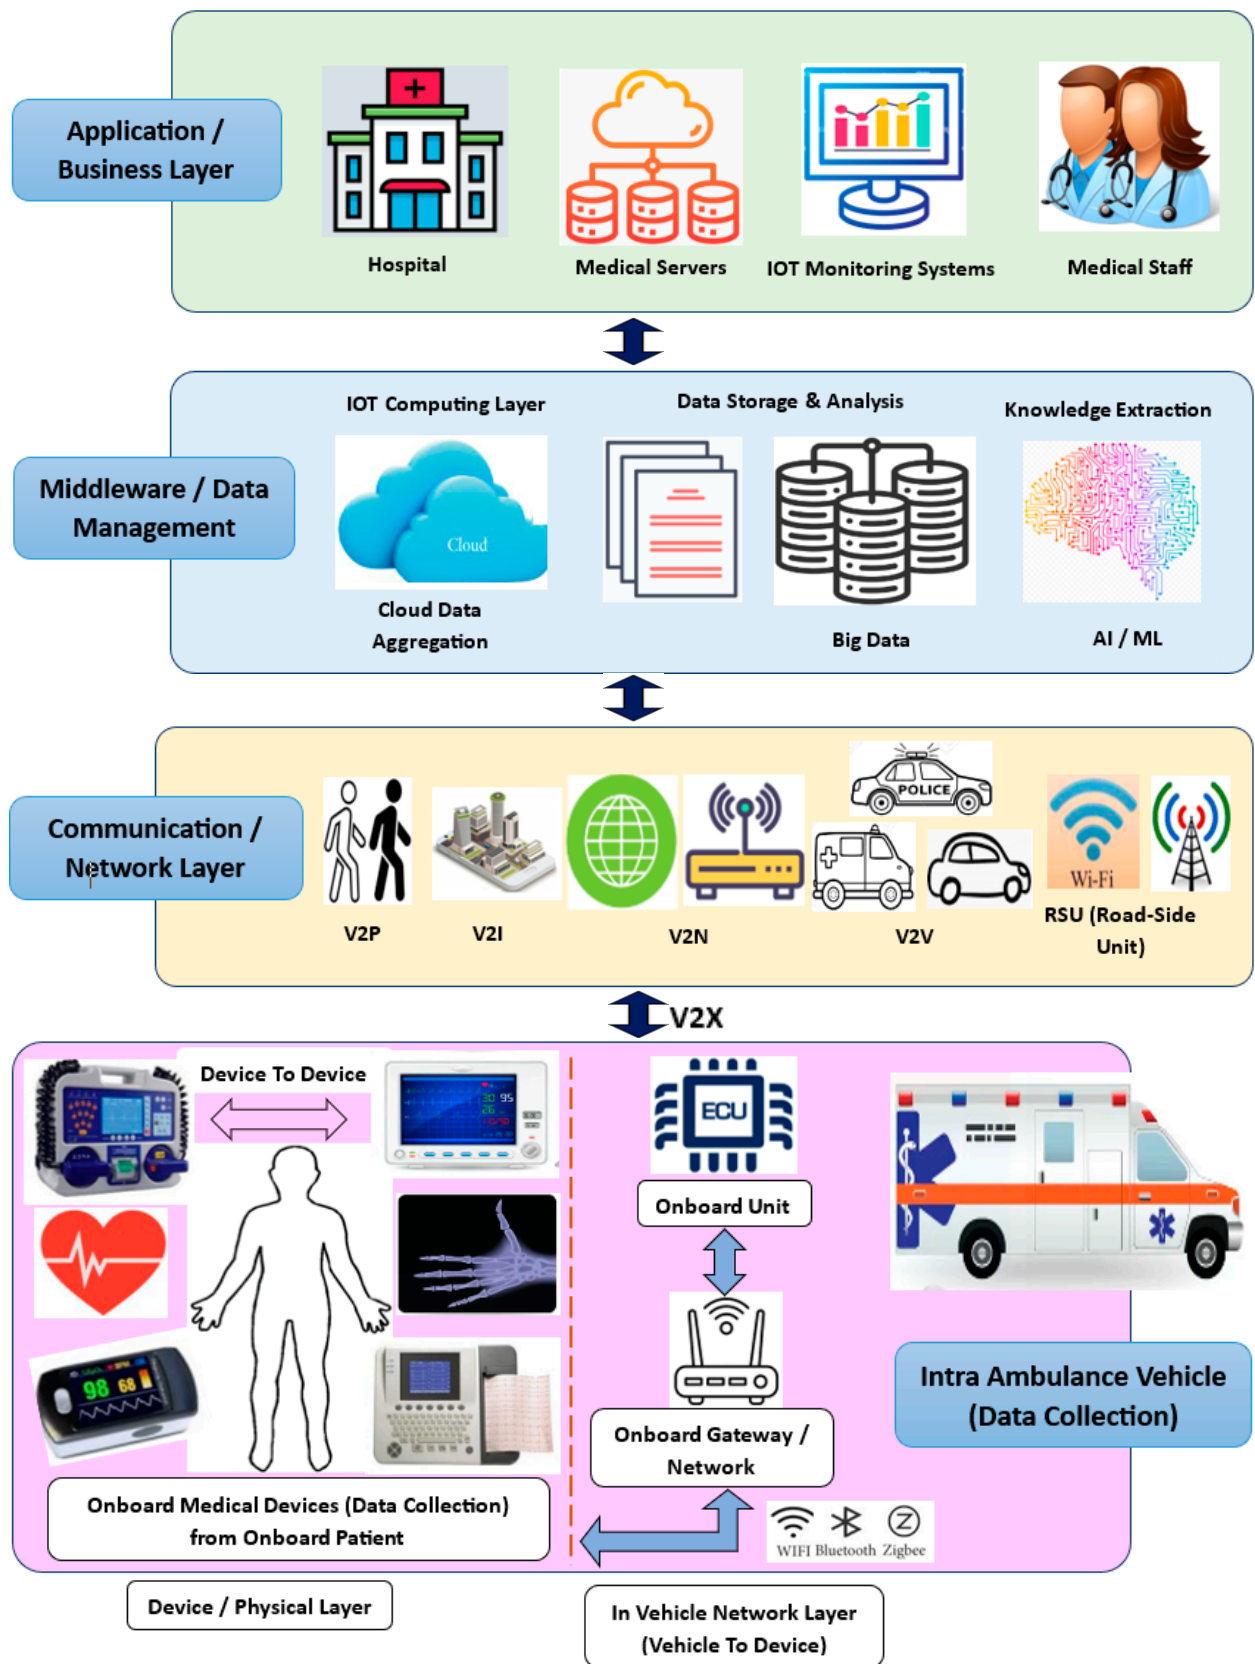 Application /
Business Layer
Hospital
Medical Servers
IOT Monitoring Systems
Medical Staff
IOT Computing Layer
Data Storage & Analysis
Knowledge Extraction
Middleware / Data
Management
Cloud
Cloud Data
Aggregation
Big Data
AI / ML
Communication /
Network Layer
POLICE
Wi-Fi
V2P
V2I
V2N
V2V
RSU (Road-Side
Unit)
V2X
Device To Device
30 95
26
ECU
Onboard Unit
98 68
Intra Ambulance Vehicle
(Data Collection)
Onboard Gateway /
Network
Onboard Medical Devices (Data Collection)
from Onboard Patient
WIFI Bluetooth Zigbee
Device / Physical Layer
In Vehicle Network Layer
(Vehicle To Device)